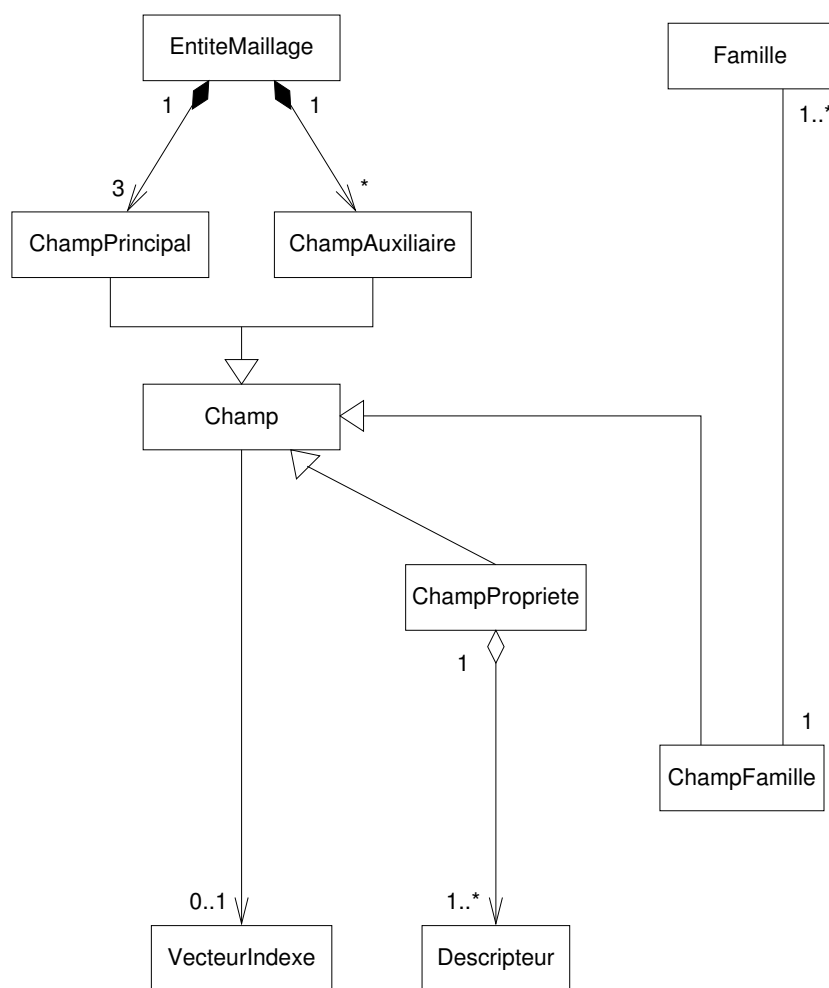 EntiteMaillage
Famille
1
1
1..*
3
*
ChampPrincipal
ChampAuxiliaire
Champ
ChampPropriete
1
1
ChampFamille
0..1
1..*
VecteurIndexe
Descripteur